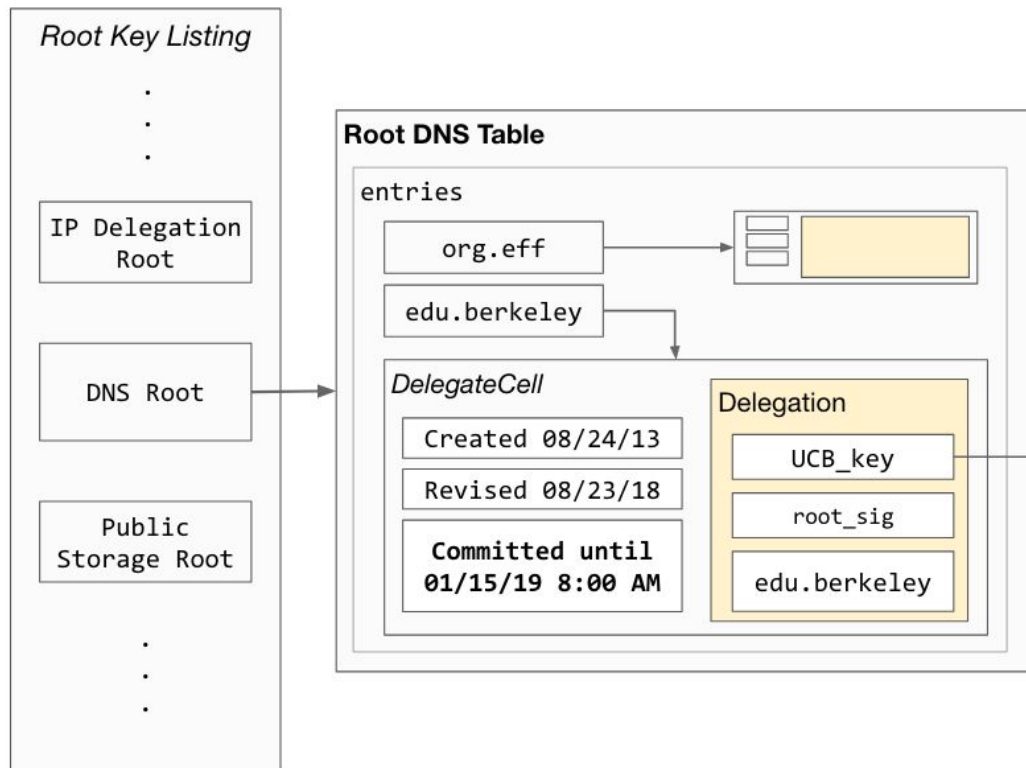 Root Key Listing
IP Delegation
Root
DNS Root
Public
Storage Root
Root DNS Table
entries
org.eff
edu.berkeley
DelegateCell
Created 08/24/13
Revised 08/23/18
Committed until
01/15/19 8:00 AM
Delegation
UCB_key
root_sig
edu.berkeley